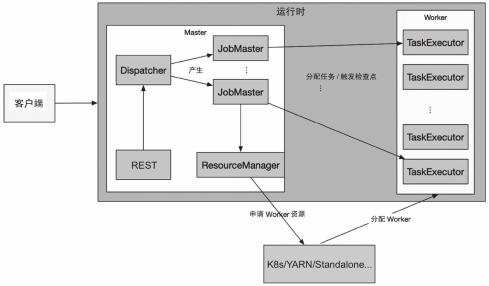 运行时
Master
Worker
JobMaster
TaskExecutor
Dispatcher
产生
⋮
分配任务 / 触发检查点
⋮
TaskExecutor
JobMaster
客户端
⋮
TaskExecutor
REST
ResourceManager
TaskExecutor
申请 Worker 资源
分配 Worker
K8s/YARN/Standalone...